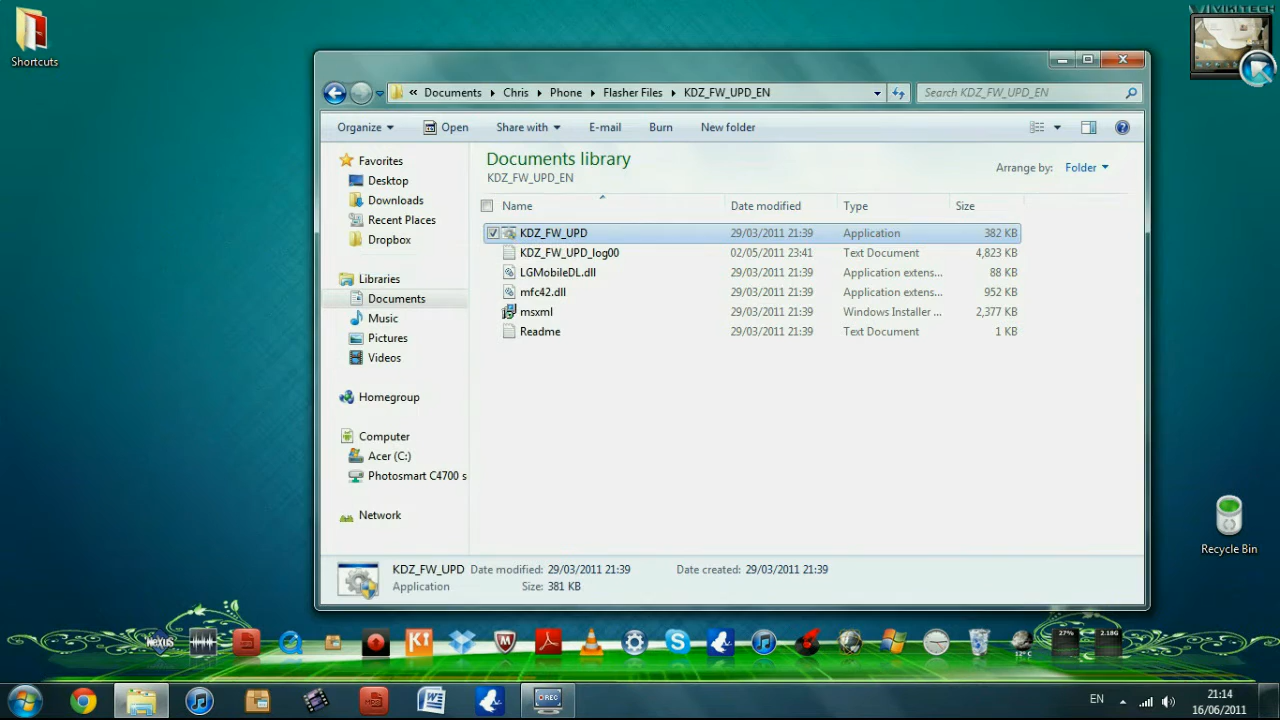 VIKITECH
Shortcuts
« Documents Chris Phone Flasher Files KDZ_FW_UPD_EN
Search KDZ_FW_UPD_EN
Organize Open Share with E-mail Burn New folder
Documents library
KDZ_FW_UPD_EN
Arrange by: Folder
Name Date modified Type Size
KDZ_FW_UPD 29/03/2011 21:39 Application 382 KB
KDZ_FW_UPD_log00 02/05/2011 23:41 Text Document 4,823 KB
LGMobileDL.dll 29/03/2011 21:39 Application extens... 88 KB
mfc42.dll 29/03/2011 21:39 Application extens... 952 KB
msxml 29/03/2011 21:39 Windows Installer ... 2,377 KB
Readme 29/03/2011 21:39 Text Document 1 KB
Favorites
Desktop
Downloads
Recent Places
Dropbox
Libraries
Documents
Music
Pictures
Videos
Homegroup
Computer
Acer (C:)
Photosmart C4700 s
Network
KDZ_FW_UPD Date modified: 29/03/2011 21:39 Date created: 29/03/2011 21:39
Application Size: 381 KB
Recycle Bin
Nexus
27% 2.18G
REC
EN
21:14
16/06/2011